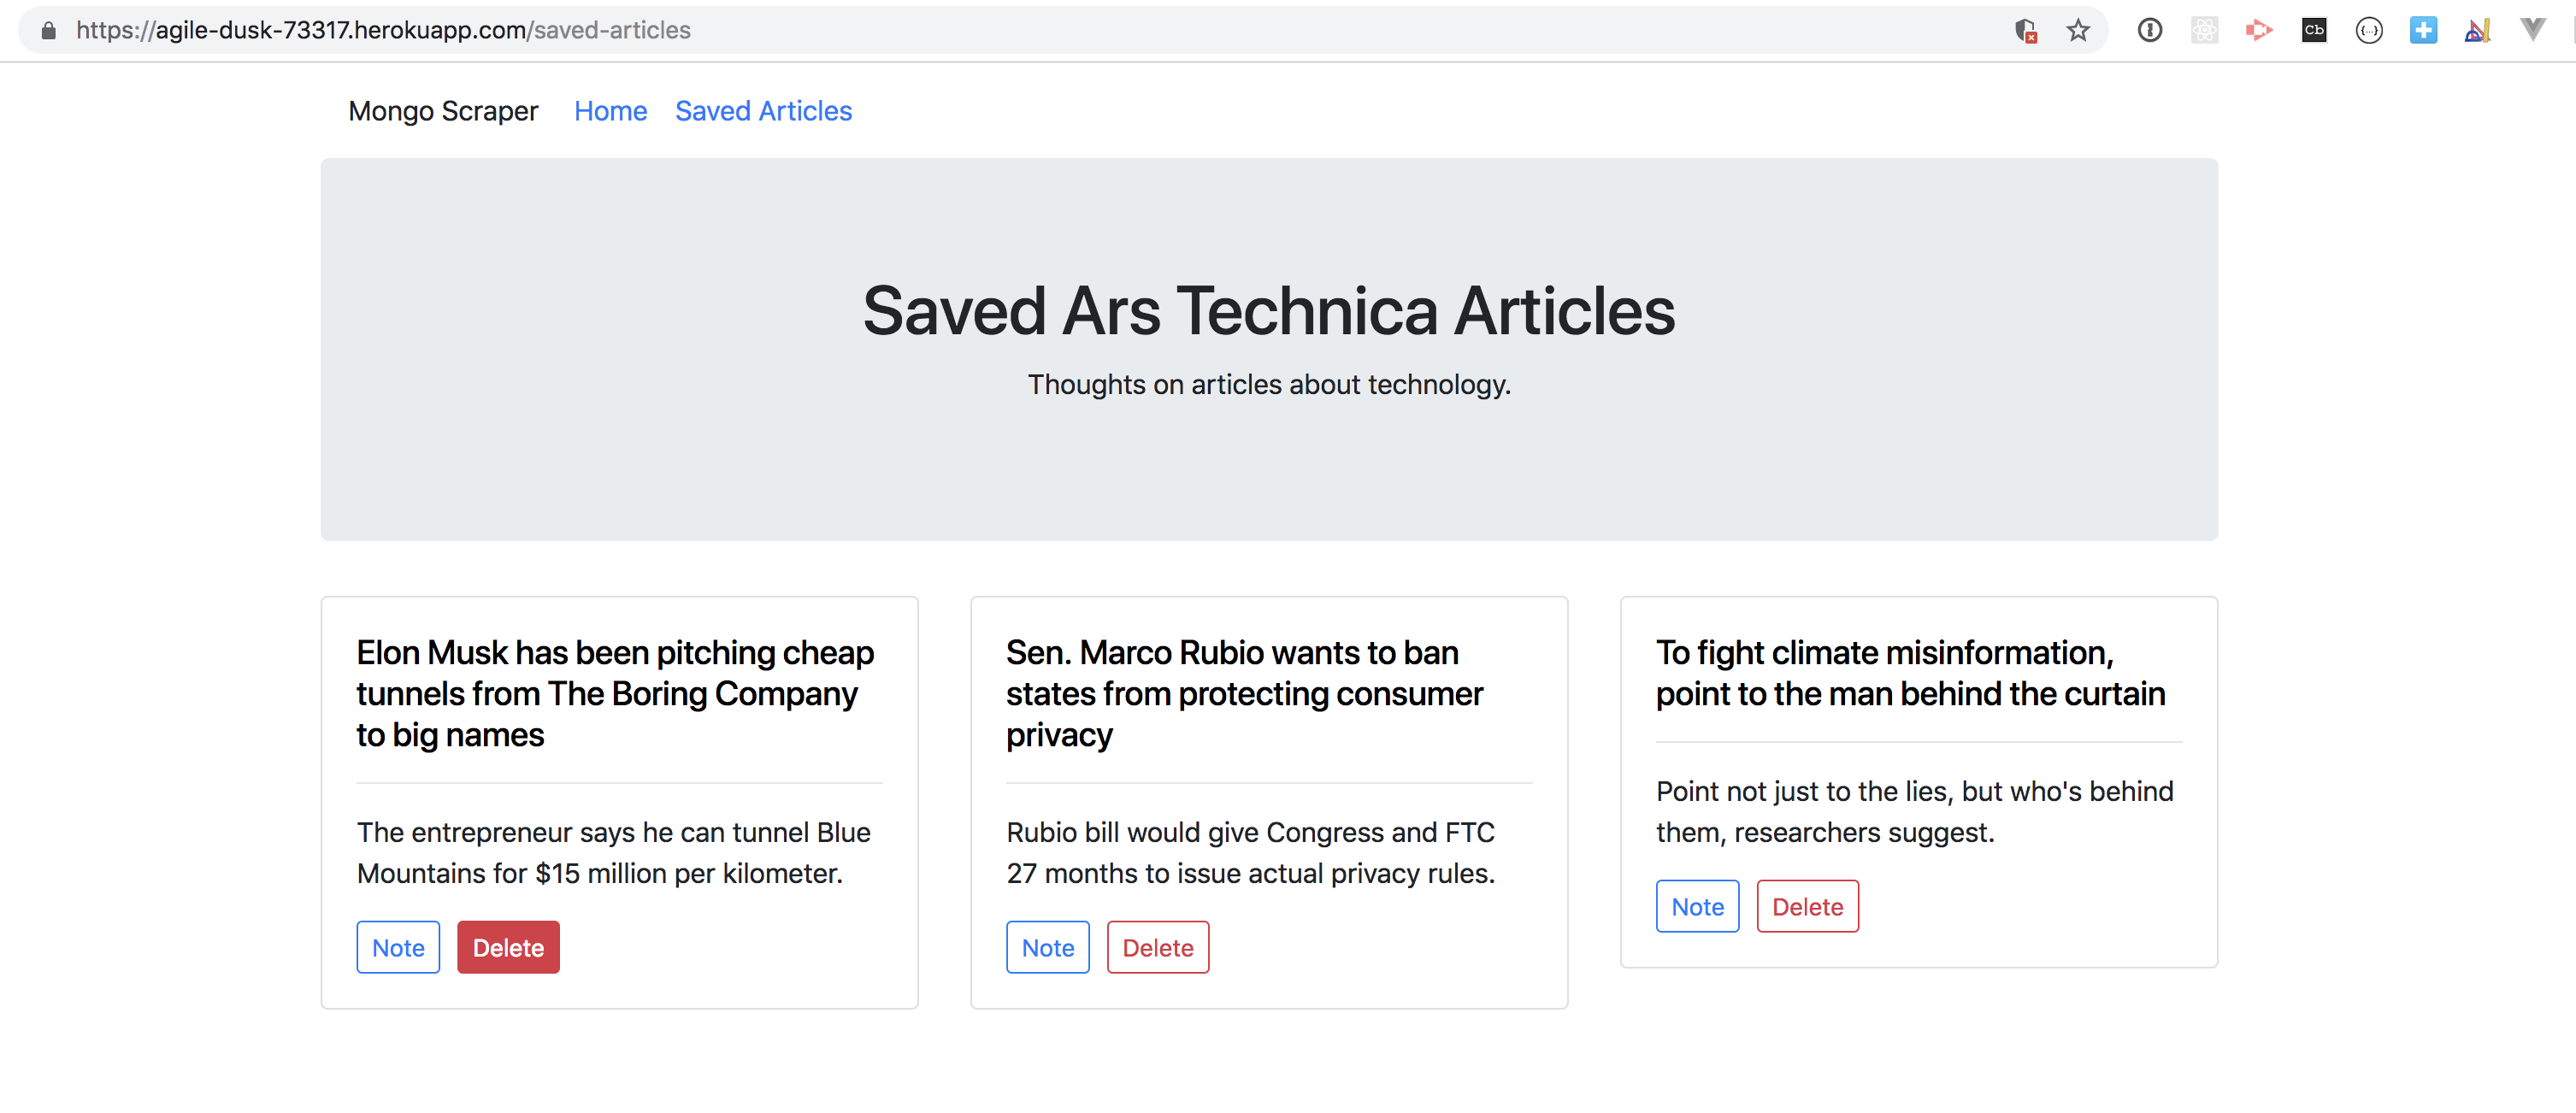 https://agile-dusk-73317.herokuapp.com/saved-articles
Cb
{...}
Mongo Scraper Home Saved Articles
Saved Ars Technica Articles
Thoughts on articles about technology.
Elon Musk has been pitching cheap
tunnels from The Boring Company
to big names
The entrepreneur says he can tunnel Blue
Mountains for $15 million per kilometer.
Note Delete
Sen. Marco Rubio wants to ban
states from protecting consumer
privacy
Rubio bill would give Congress and FTC
27 months to issue actual privacy rules.
Note Delete
To fight climate misinformation,
point to the man behind the curtain
Point not just to the lies, but who's behind
them, researchers suggest.
Note Delete